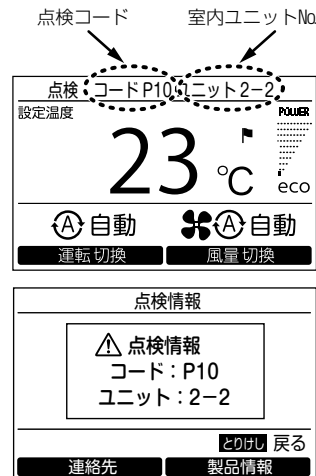 点検コード 室内ユニットNo.
点検 コード P10 ユニット 2−2
設定温度
POWER
23 ℃
eco
Ⓐ自動 Ⓐ自動
運転切換 風量切換
点検情報
点検情報
コード：P10
ユニット：2−2
とりけし 戻る
連絡先 製品情報